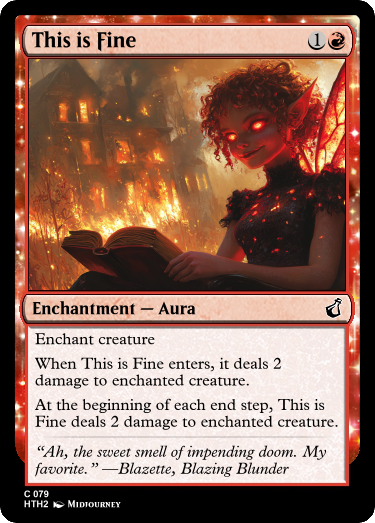 This is Fine 1
Enchantment — Aura
Enchant creature
When This is Fine enters, it deals 2
damage to enchanted creature.
At the beginning of each end step, This is
Fine deals 2 damage to enchanted creature.
“Ah, the sweet smell of impending doom. My
favorite.” —Blazette, Blazing Blunder
C 079
HTH2 Midjourney